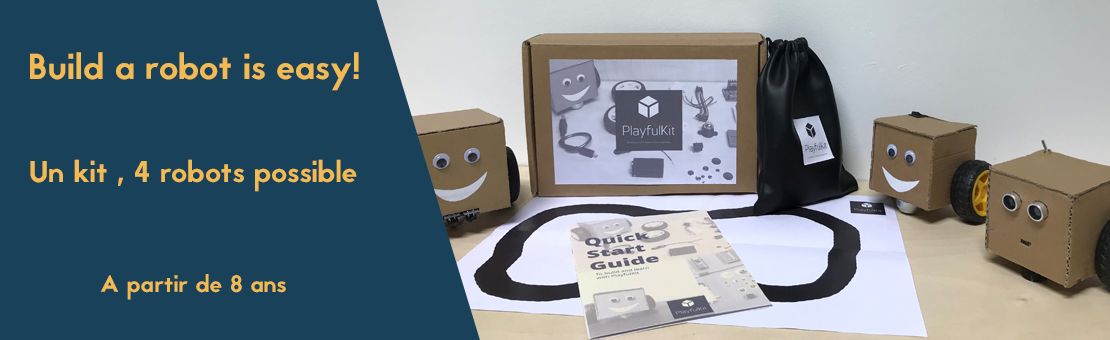 Build a robot is easy!
Un kit , 4 robots possible
A partir de 8 ans
PlayfulKit
PlayfulKit
PlayfulKit
Quick
Start
Guide
To build and learn
with PlayfulKit
PlayfulKit